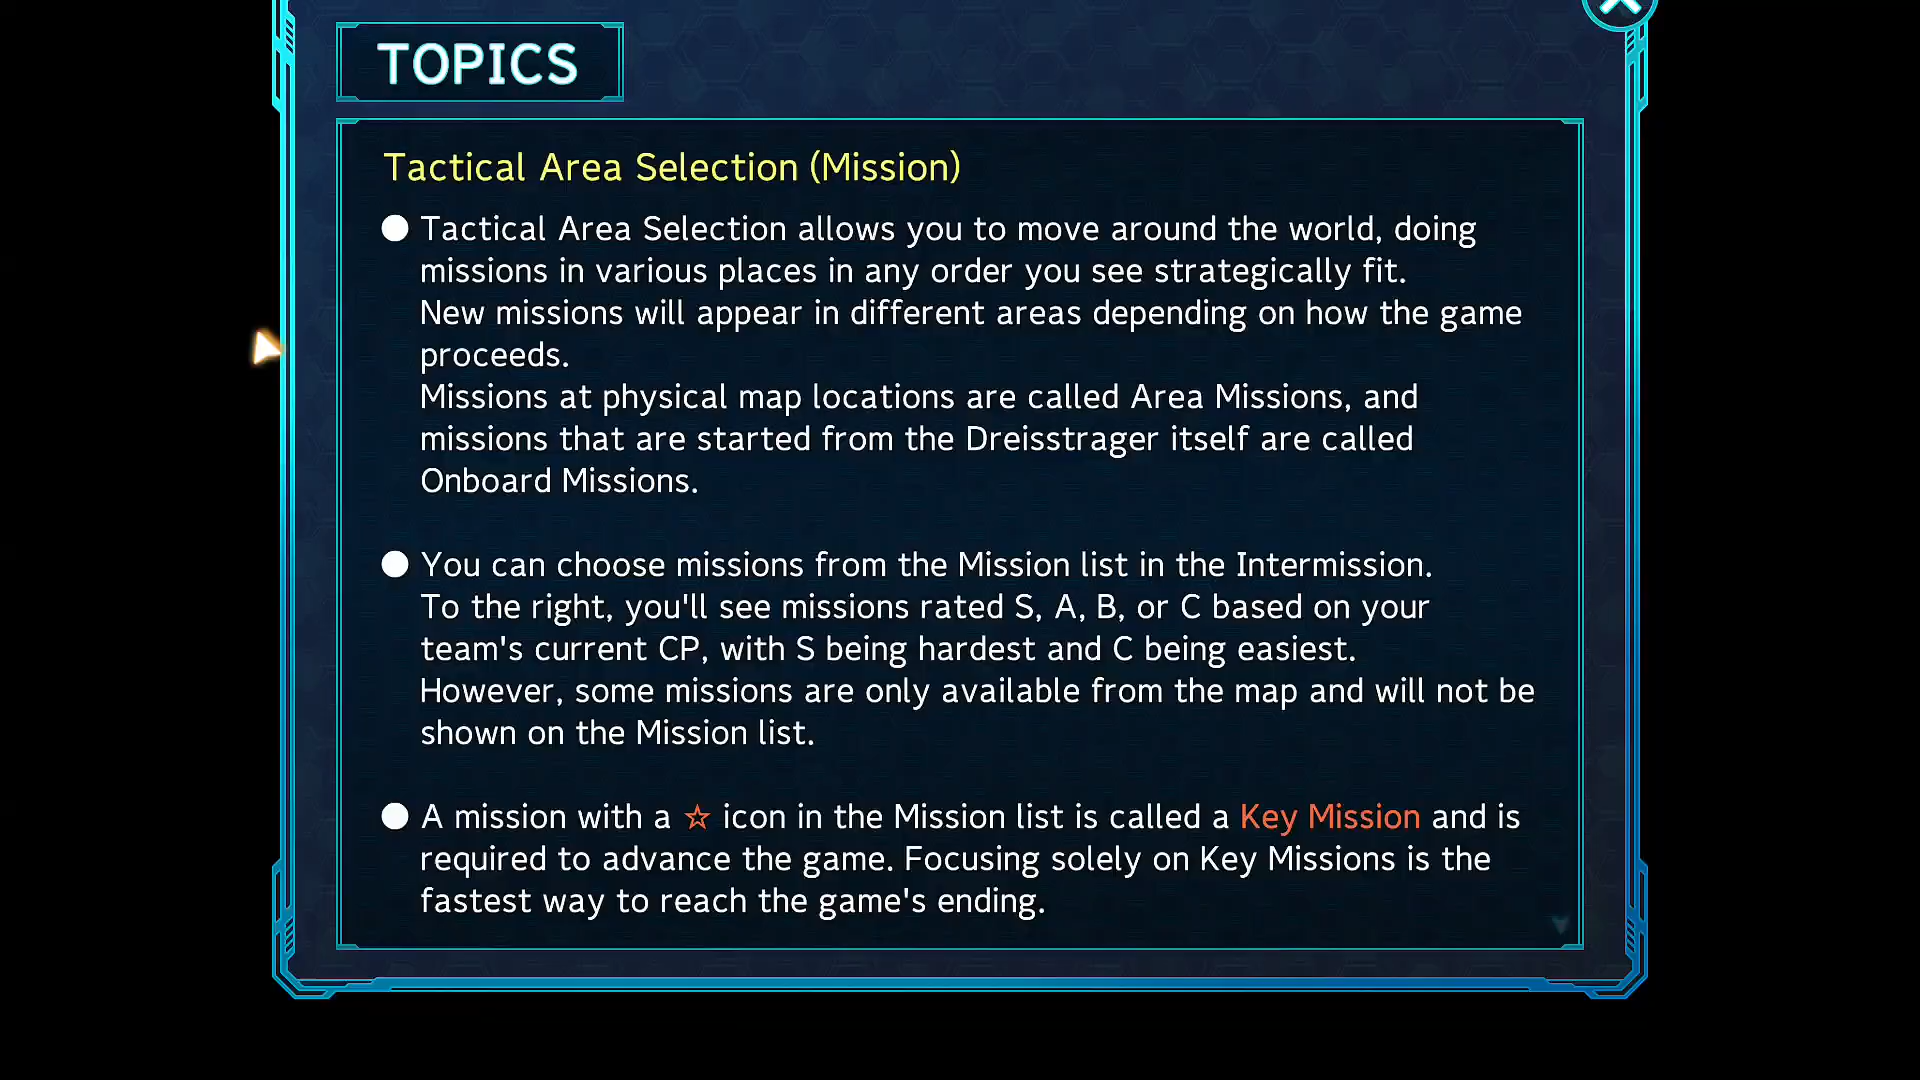 TOPICS
Tactical Area Selection (Mission)
● Tactical Area Selection allows you to move around the world, doing
missions in various places in any order you see strategically fit.
New missions will appear in different areas depending on how the game
proceeds.
Missions at physical map locations are called Area Missions, and
missions that are started from the Dreisstrager itself are called
Onboard Missions.
● You can choose missions from the Mission list in the Intermission.
To the right, you'll see missions rated S, A, B, or C based on your
team's current CP, with S being hardest and C being easiest.
However, some missions are only available from the map and will not be
shown on the Mission list.
● A mission with a ☆ icon in the Mission list is called a Key Mission and is
required to advance the game. Focusing solely on Key Missions is the
fastest way to reach the game's ending.